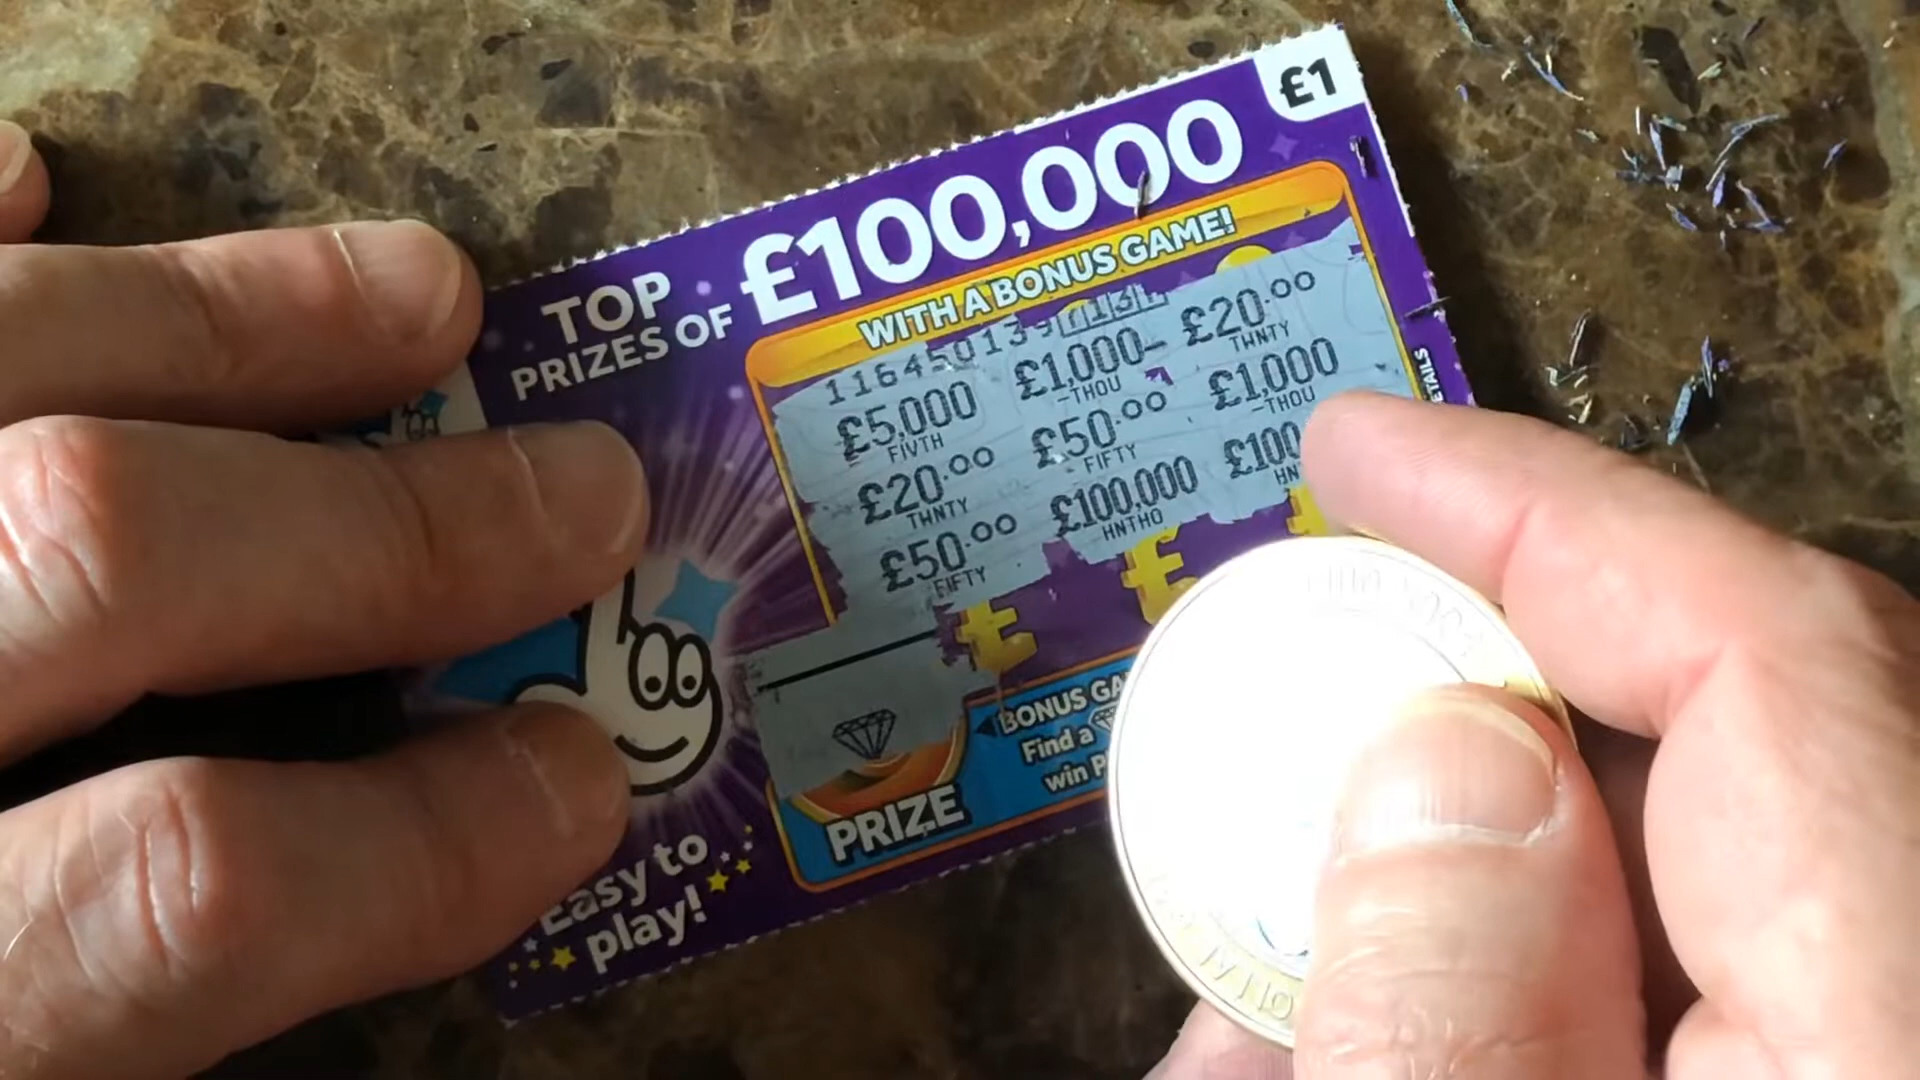 £1
TOP
PRIZES OF £100,000
WITH A BONUS GAME!
£5,000 £1,000 £20.00
FIVTH THOU TWNTY
£20.00 £50.00 £1,000
TWNTY FIFTY THOU
£50.00 £100,000 £100
FIFTY HNTHO HN
BONUS GA
Find a
win P
PRIZE
Easy to
play!